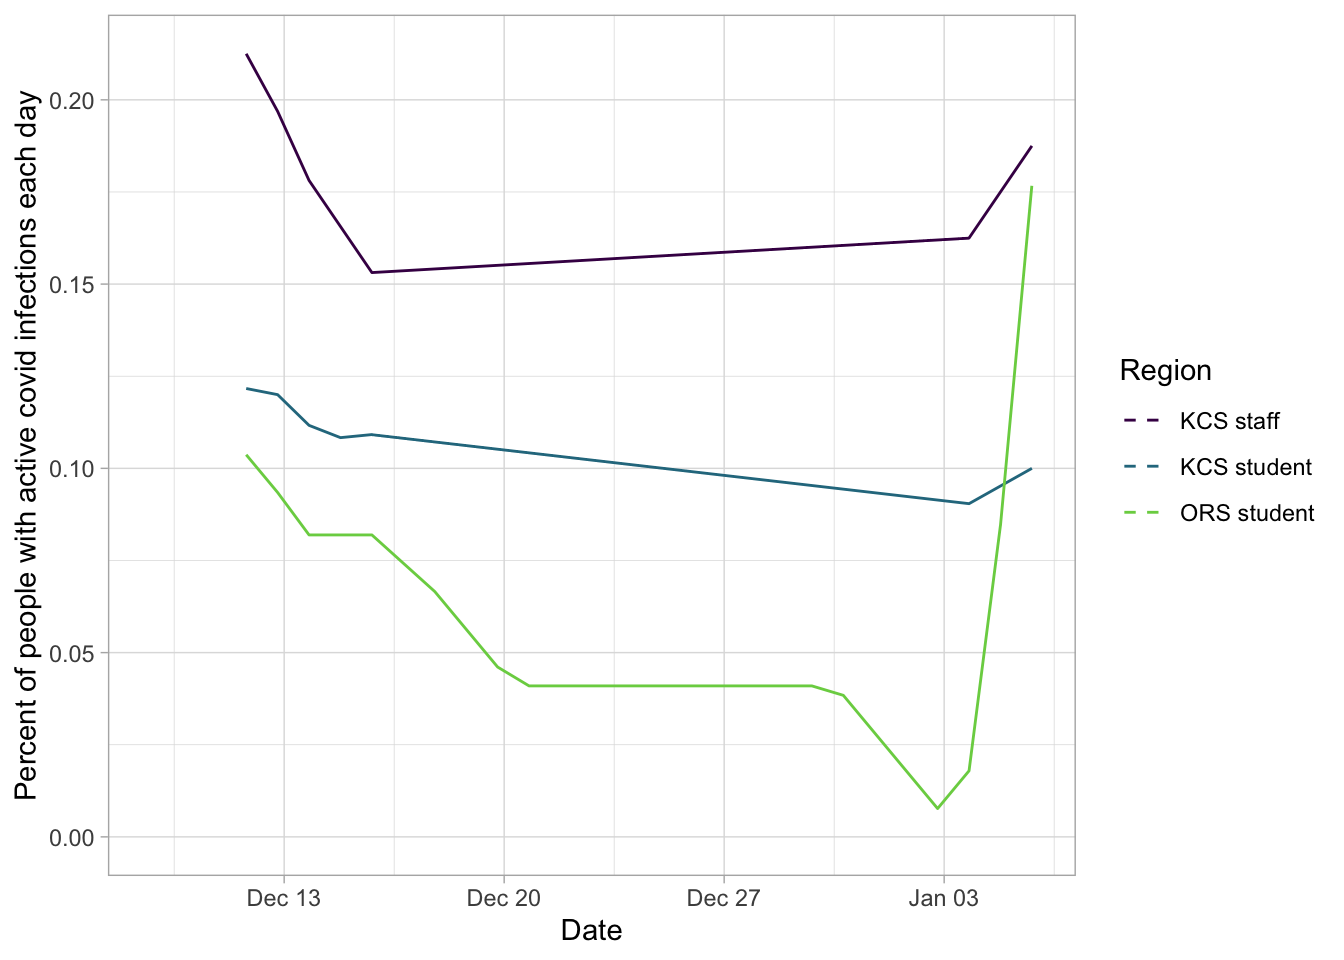 Percent of people with active covid infections each day
0.20
0.15
0.10
0.05
0.00
Dec 13
Dec 20
Dec 27
Jan 03
Date
Region
KCS staff
KCS student
ORS student